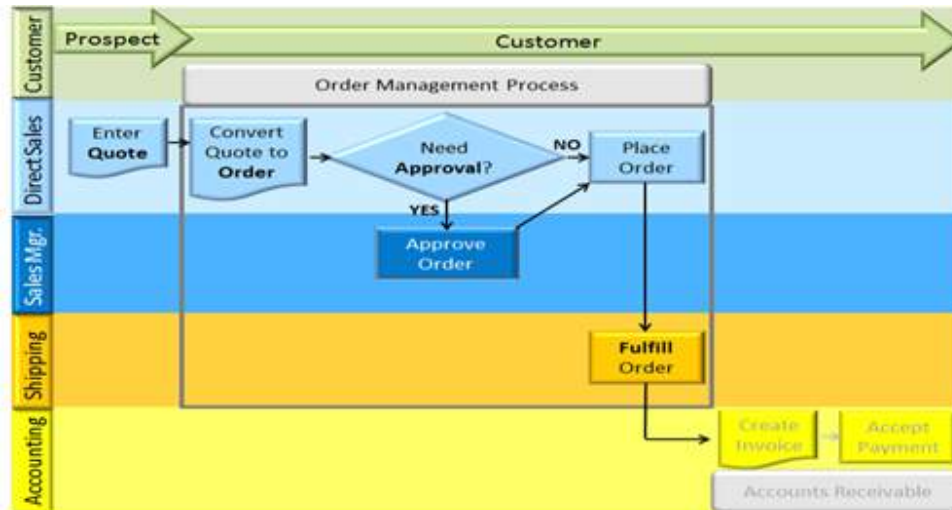 Customer
Prospect
Customer
Order Management Process
Direct Sales
Enter
Quote
Convert
Quote to
Order
Need
Approval?
NO
Place
Order
YES
Sales Mgr.
Approve
Order
Shipping
Fulfill
Order
Accounting
Create
Invoice
Accept
Payment
Accounts Receivable